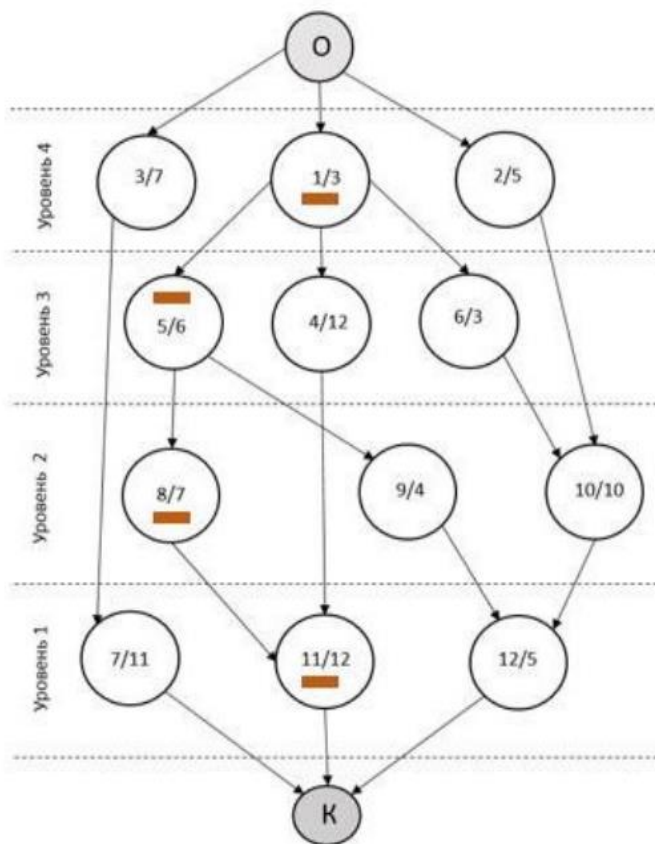 О
Уровень 4
3/7
1/3
2/5
Уровень 3
5/6
4/12
6/3
Уровень 2
8/7
9/4
10/10
Уровень 1
7/11
11/12
12/5
К